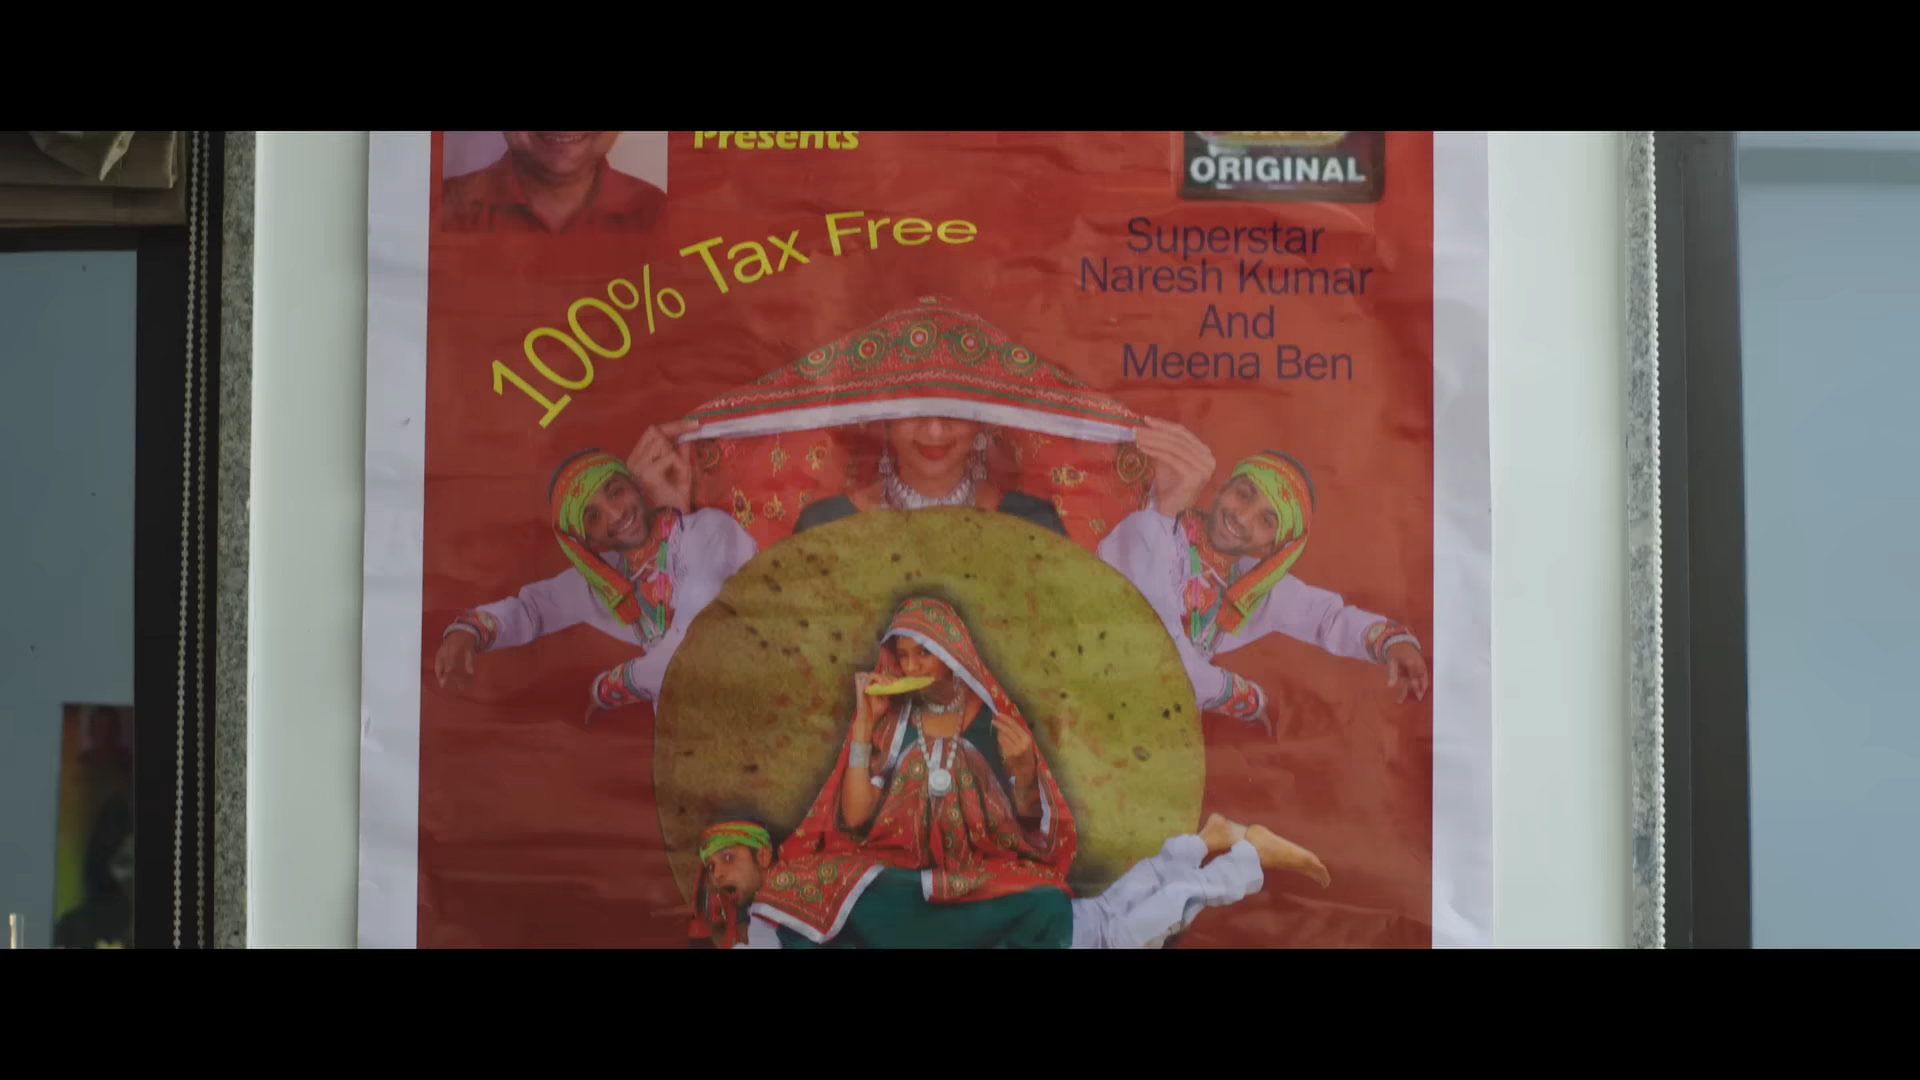 Presents
ORIGINAL
100% Tax Free
Superstar
Naresh Kumar
And
Meena Ben